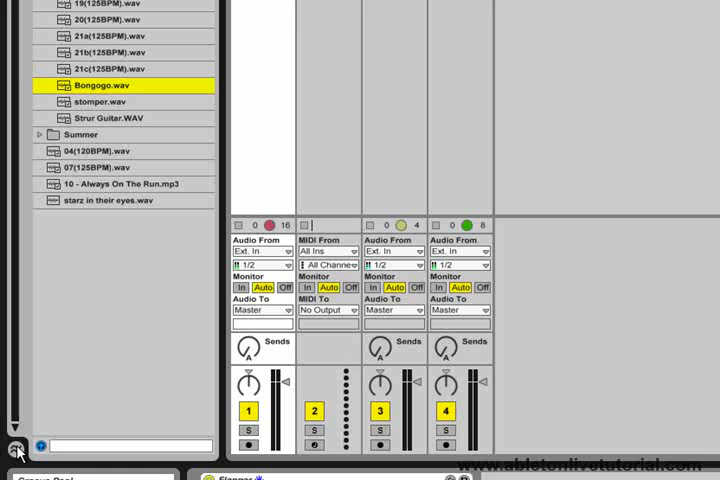 19(125BPM).wav
20(125BPM).wav
21a(125BPM).wav
21b(125BPM).wav
21c(125BPM).wav
Bongogo.wav
stomper.wav
Strur Guitar.WAV
Summer
04(120BPM).wav
07(125BPM).wav
10 - Always On The Run.mp3
starz in their eyes.wav
0 16 0 4 0 8
Audio From MIDI From Audio From Audio From
Ext. In All Ins Ext. In Ext. In
1/2 All Channe 1/2 1/2
Monitor Monitor Monitor Monitor
In Auto Off In Auto Off In Auto Off In Auto Off
Audio To MIDI To Audio To Audio To
Master No Output Master Master
Sends Sends Sends
A A A
1 2 3 4
S S S S
www.abletonlivetutorial.com
Groove Pool Flanger